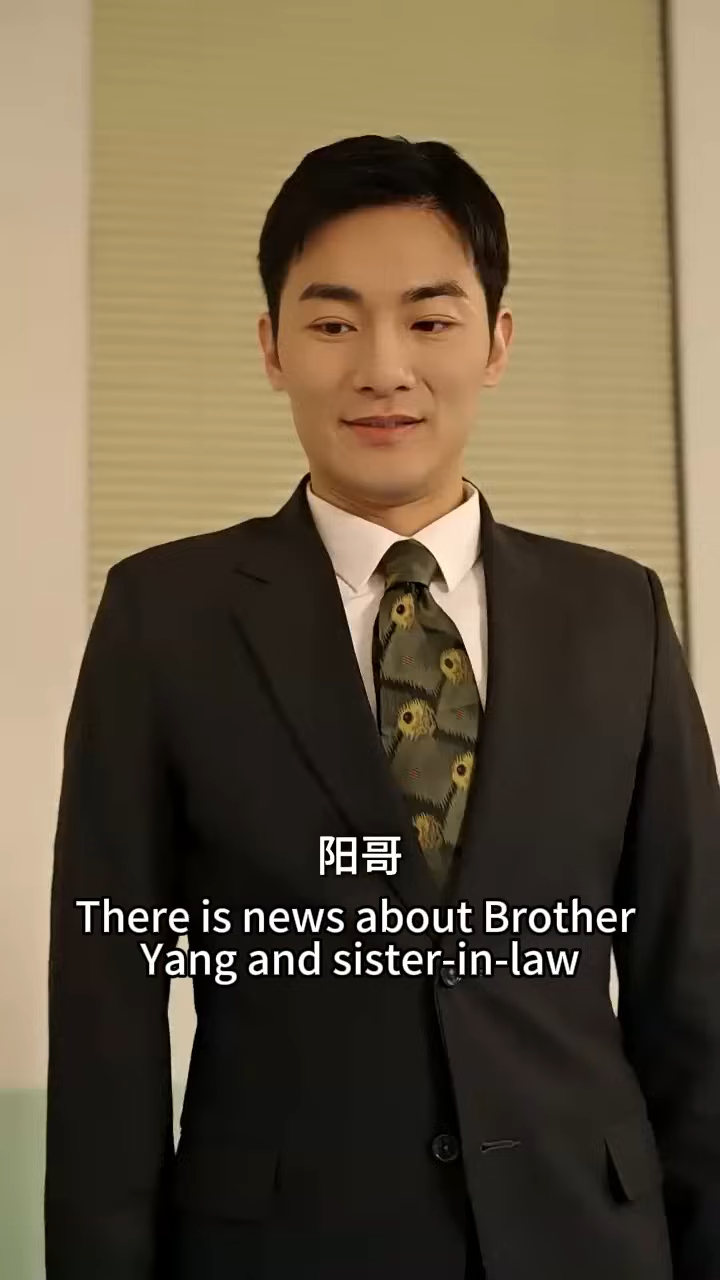 阳哥
There is news about Brother
Yang and sister-in-law